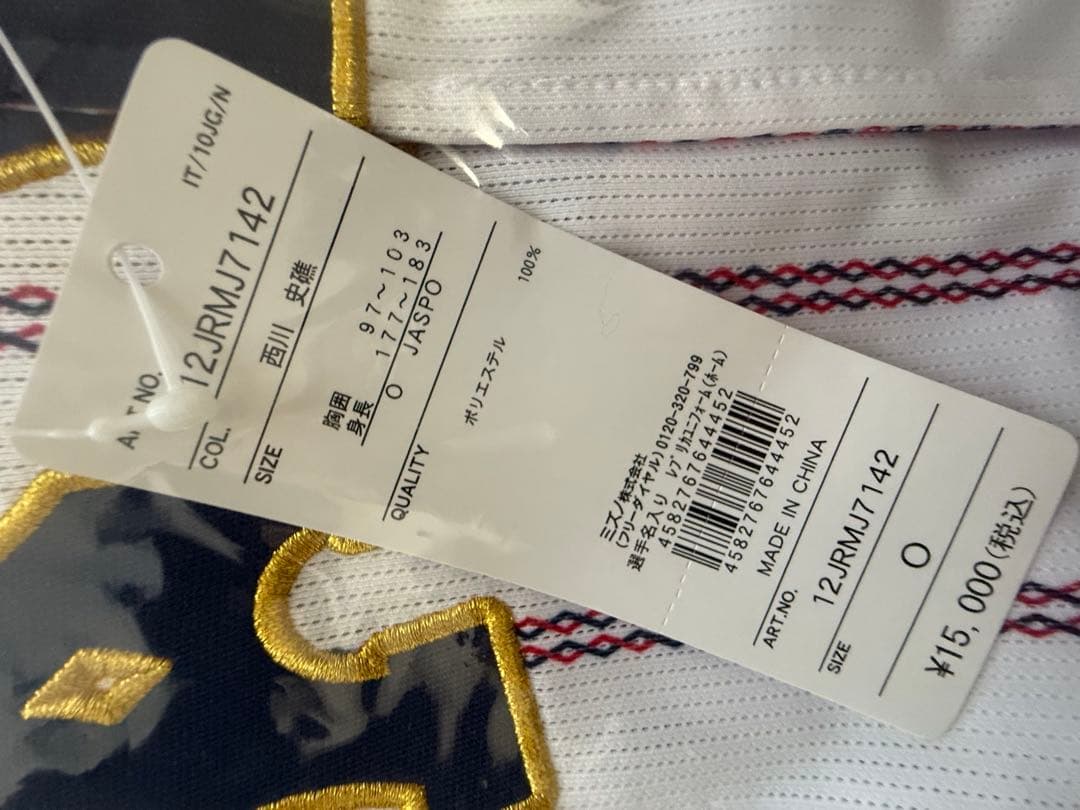 IT/10JG/N
ART.NO. 12JRMJ7142
COL. 西川 史礁
SIZE
胸囲 97~103
身長 177~183
O JASPO
QUALITY
ポリエステル 100%
ミズノ株式会社
(フリーダイヤル)0120-320-799
選手名入り レプリカユニフォーム(ホーム)
4582767644452
4582767644452
MADE IN CHINA
ART.NO.
12JRMJ7142
SIZE
O
¥15,000(税込)